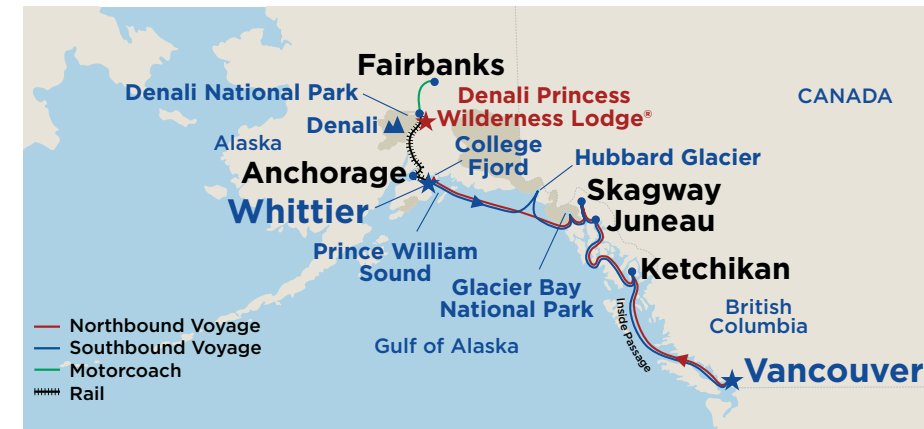 Fairbanks
Denali National Park
Denali Princess
Wilderness Lodge®
CANADA
Denali
Alaska
College
Fjord
Hubbard Glacier
Anchorage
Skagway
Whittier
Juneau
Prince William
Sound
Ketchikan
Glacier Bay
National Park
Inside Passage
British
Columbia
Northbound Voyage
Southbound Voyage
Motorcoach
Rail
Gulf of Alaska
Vancouver